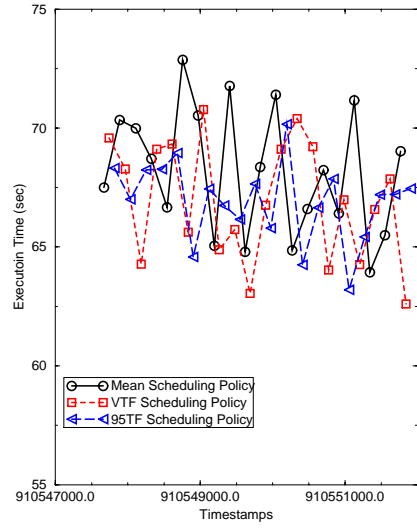 75
70
65
60
55
Executoin Time (sec)
Mean Scheduling Policy
VTF Scheduling Policy
95TF Scheduling Policy
910547000.0 910549000.0 910551000.0
Timestamps